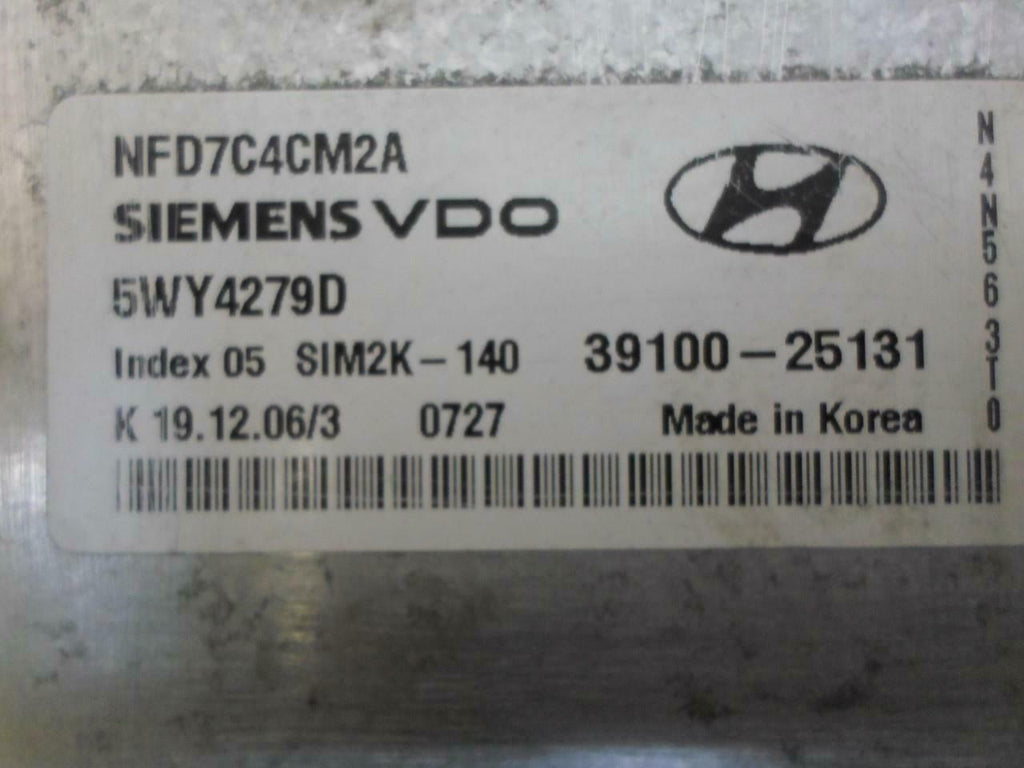 NFD7C4CM2A
SIEMENS VDO
5WY4279D
Index 05 SIM2K-140 39100-25131
K 19.12.06/3 0727 Made in Korea
N4N563T0